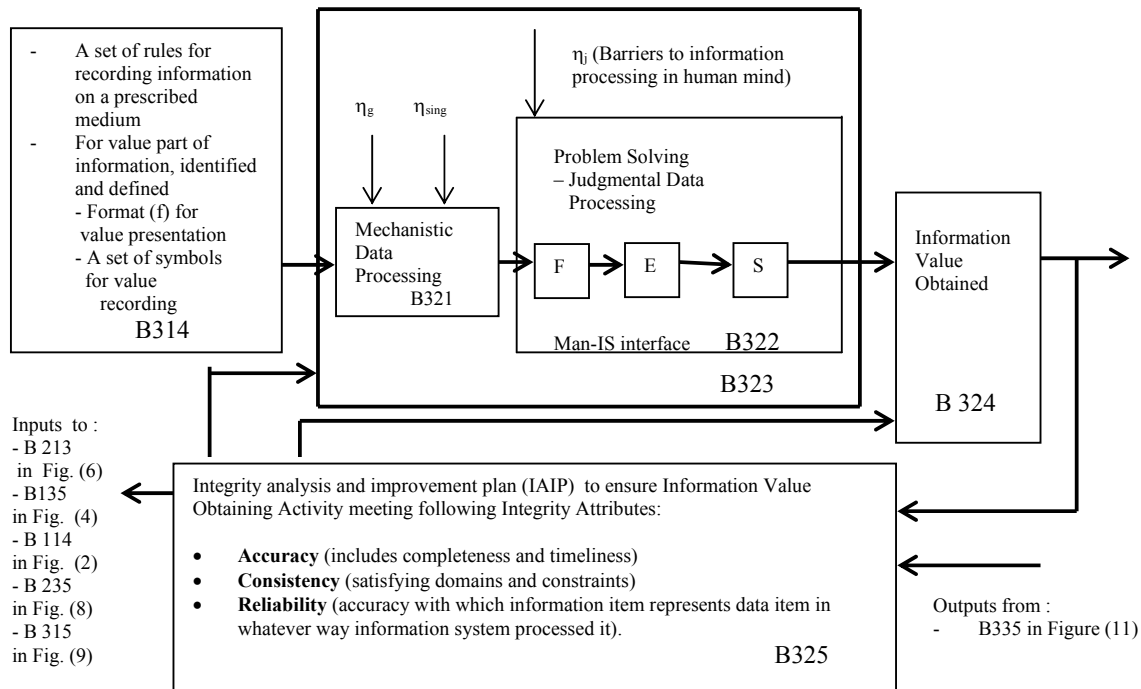 - A set of rules for
recording information
on a prescribed
medium
- For value part of
information, identified
and defined
- Format (f) for
value presentation
- A set of symbols
for value
recording
B314
ηj (Barriers to information
processing in human mind)
ηg
ηsing
Problem Solving
– Judgmental Data
Processing
Mechanistic
Data
Processing
B321
F
E
S
Man-IS interface B322
B323
Information
Value
Obtained
B 324
Inputs to :
- B 213
in Fig. (6)
- B135
in Fig. (4)
- B 114
in Fig. (2)
- B 235
in Fig. (8)
- B 315
in Fig. (9)
Integrity analysis and improvement plan (IAIP) to ensure Information Value
Obtaining Activity meeting following Integrity Attributes:
• Accuracy (includes completeness and timeliness)
• Consistency (satisfying domains and constraints)
• Reliability (accuracy with which information item represents data item in
whatever way information system processed it).
B325
Outputs from :
- B335 in Figure (11)